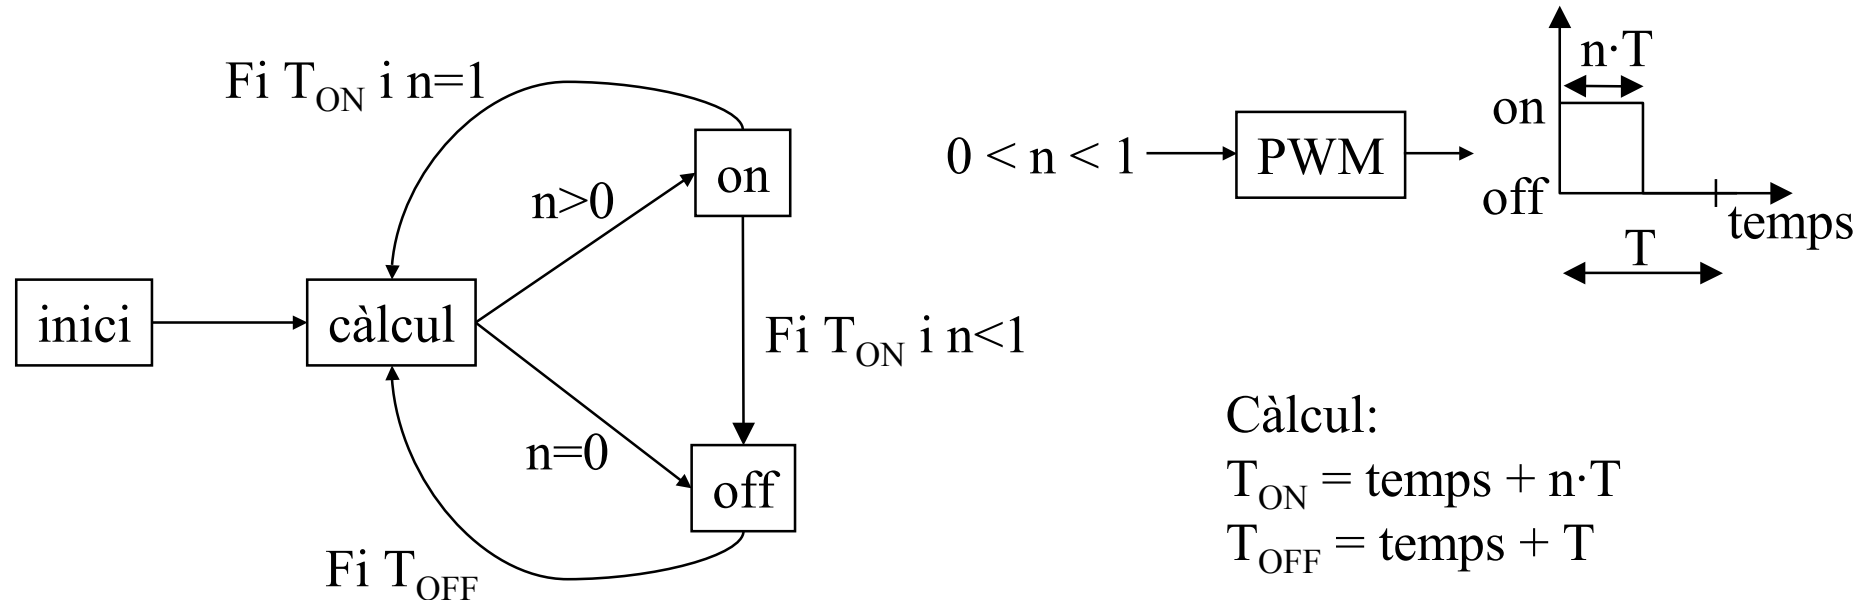 Fi T_ON i n=1
n>0
on
inici
càlcul
Fi T_ON i n<1
n=0
off
Fi T_OFF
0 < n < 1
PWM
n·T
on
off
temps
T
Càlcul:
T_ON = temps + n·T
T_OFF = temps + T